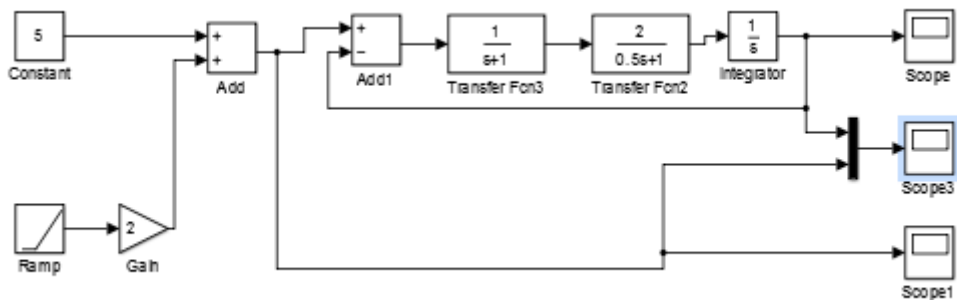 5
Constant
+
+
Add
+
−
Add1
1
s+1
Transfer Fcn3
2
0.5s+1
Transfer Fcn2
1
s
Integrator
Scope
Scope3
Ramp
2
Gain
Scope1